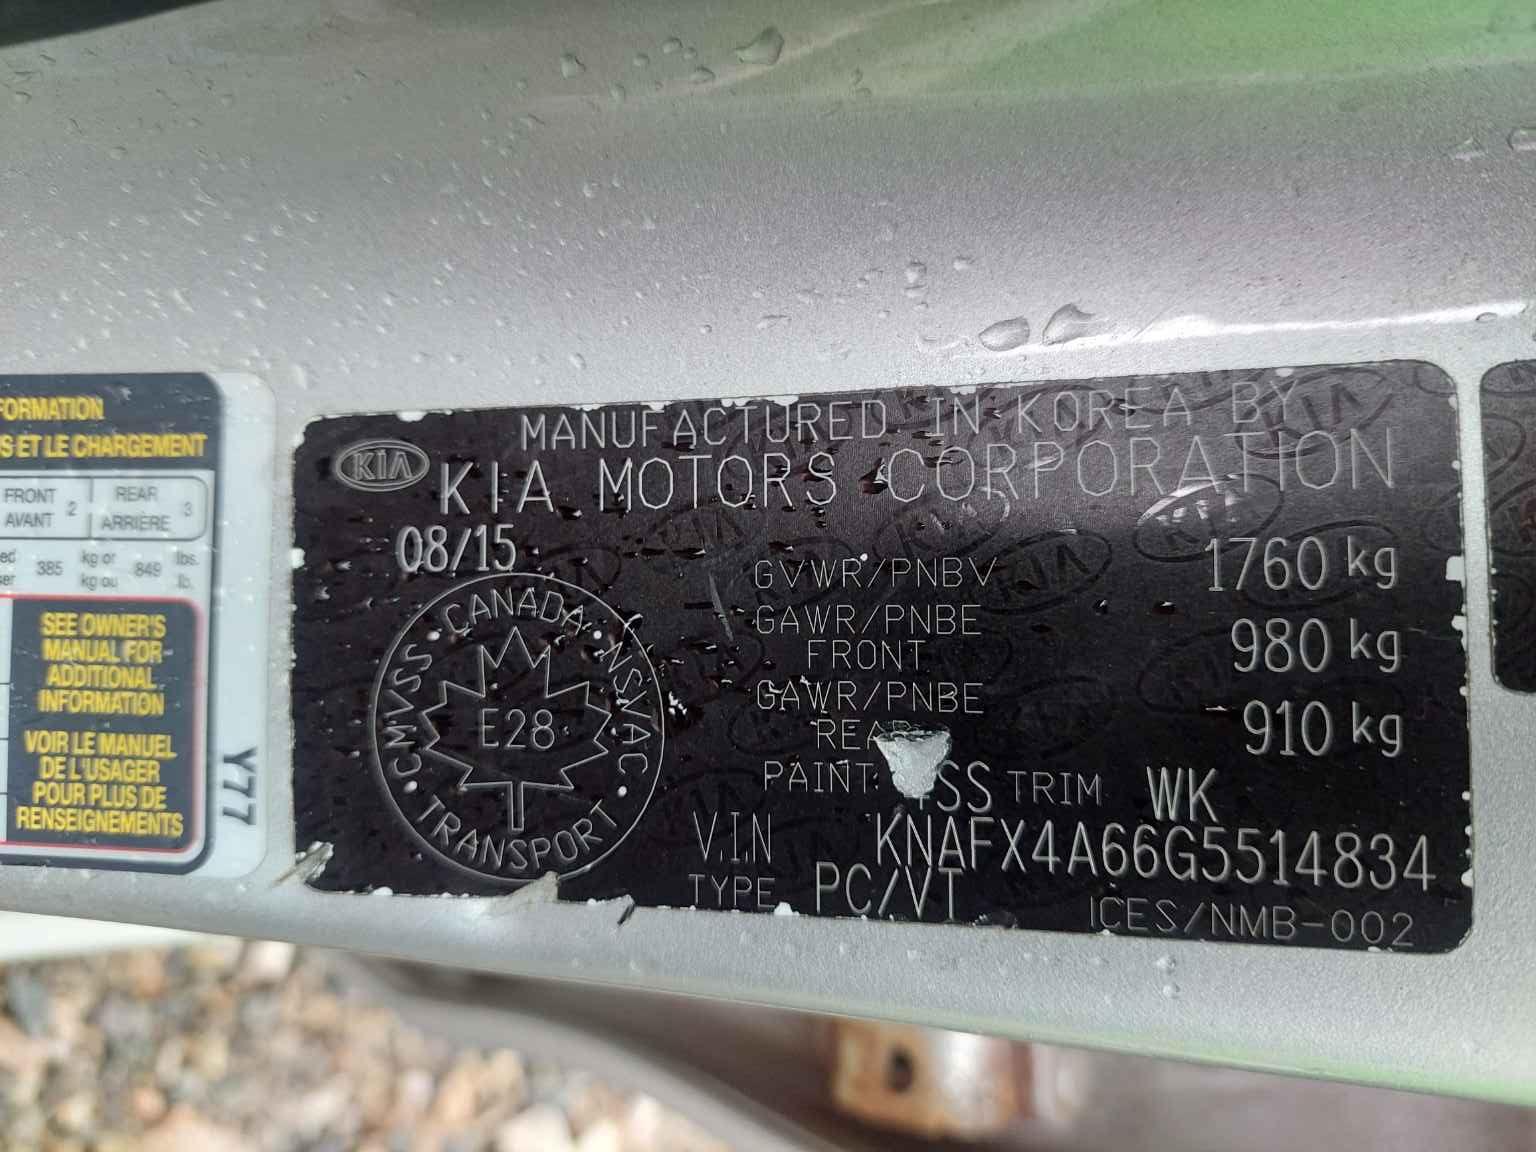 FORMATION
S ET LE CHARGEMENT
FRONT
AVANT 2
REAR
ARRIÈRE 3
385 kg or
kg ou 849 lbs.
lb.
SEE OWNER'S
MANUAL FOR
ADDITIONAL
INFORMATION
VOIR LE MANUEL
DE L'USAGER
POUR PLUS DE
RENSEIGNEMENTS
Y77
KIA
MANUFACTURED IN KOREA BY
KIA MOTORS CORPORATION
08/15
CANADA
NSVAC
TRANSPORT
CMVSS
E28
GVWR/PNBV 1760 kg
GAWR/PNBE
FRONT 980 kg
GAWR/PNBE
REAR 910 kg
PAINT: SS TRIM WK
V.I.N KNAFX4A66G5514834
TYPE PC/VT
ICES/NMB-002